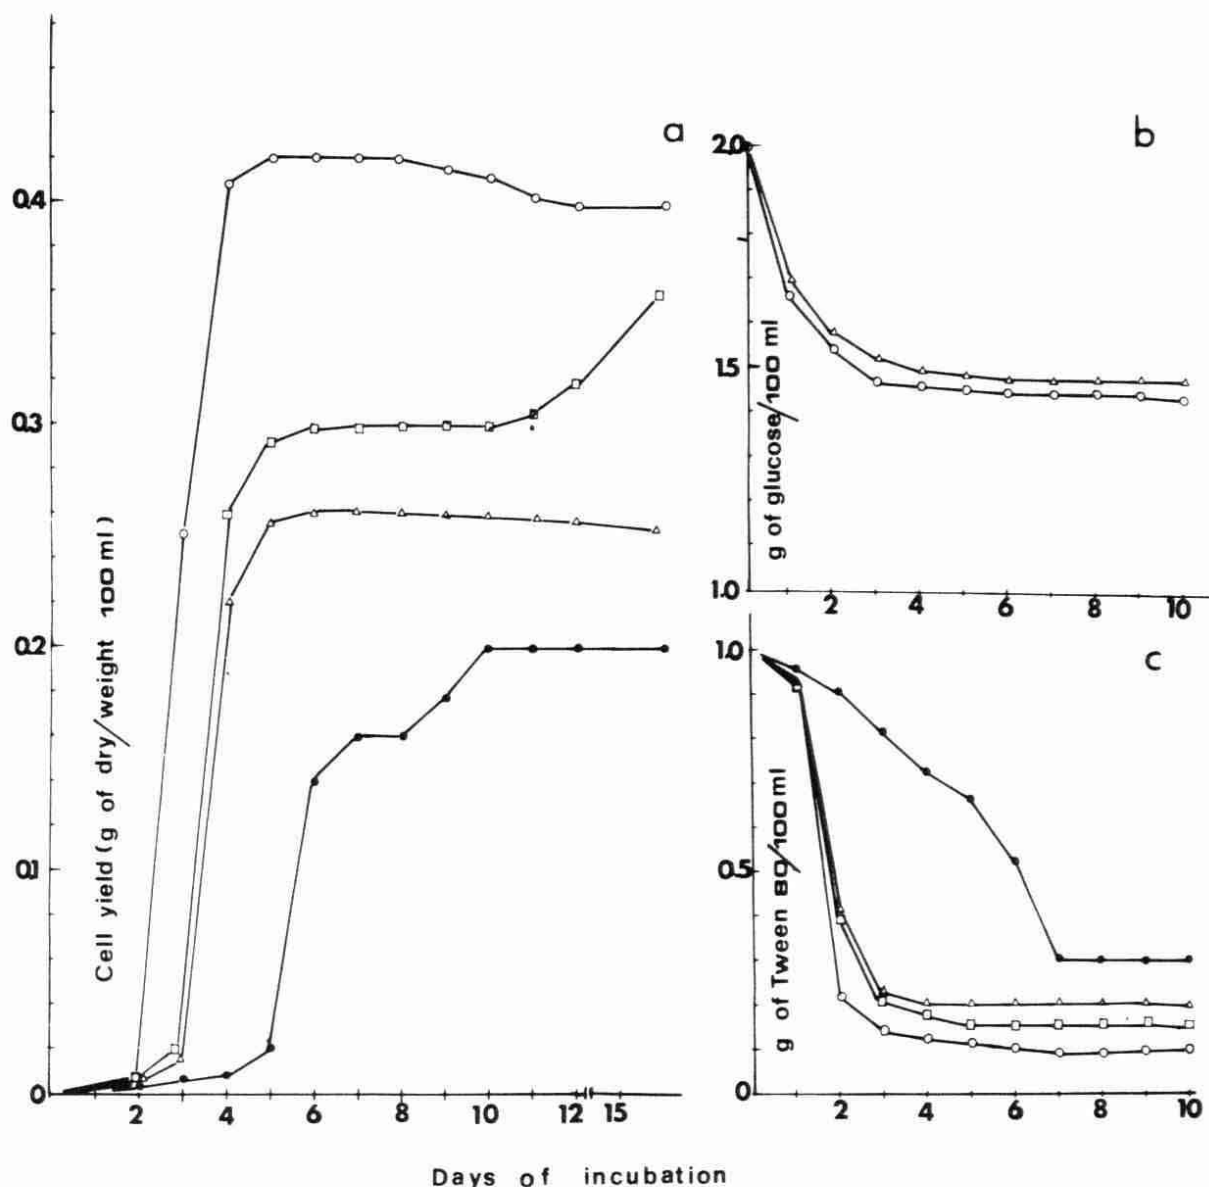 a
0.4
0.3
0.2
0.1
0
Cell yield (g of dry/weight 100 ml)
2 4 6 8 10 12 15
b
2.0
1.5
1.0
g of glucose/100 ml
2 4 6 8 10
c
1.0
0.5
0
g of Tween 80/100ml
2 4 6 8 10
Days of incubation